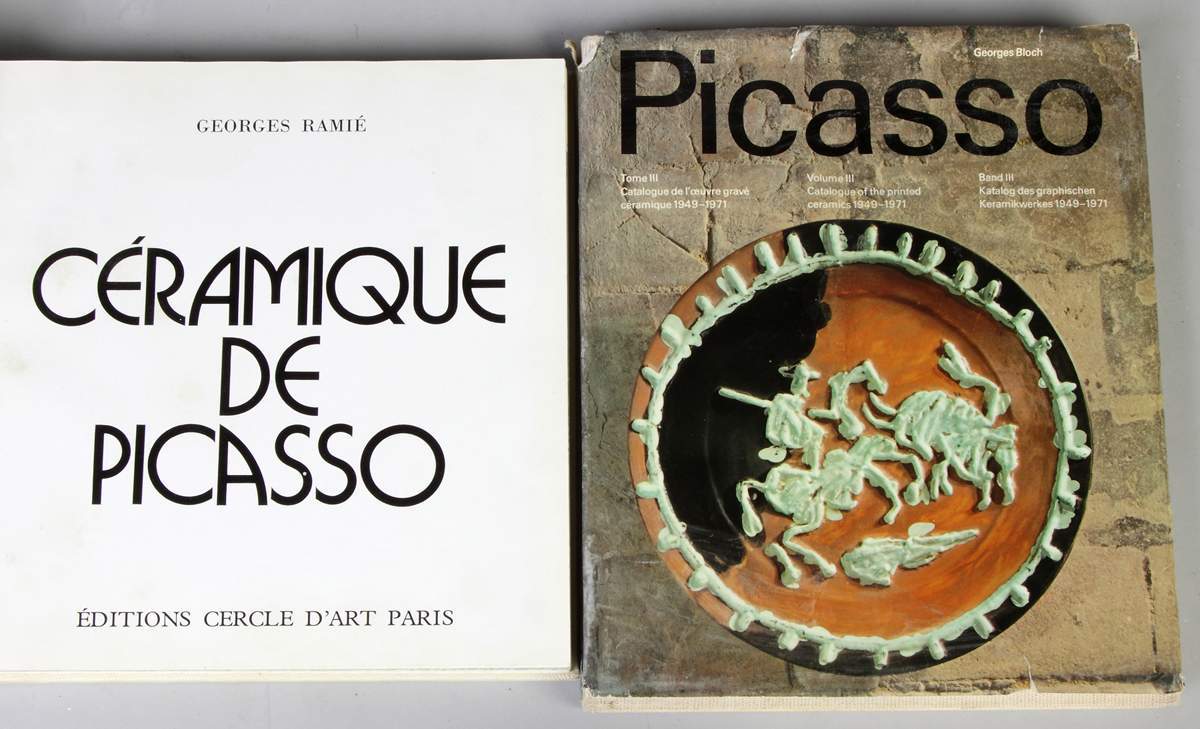 GEORGES RAMIÉ
CÉRAMIQUE
DE
PICASSO
ÉDITIONS CERCLE D'ART PARIS
Georges Bloch
Picasso
Tome III
Catalogue de l'œuvre gravé
céramique 1949–1971
Volume III
Catalogue of the printed
ceramics 1949–1971
Band III
Katalog des graphischen
Keramikwerkes 1949–1971